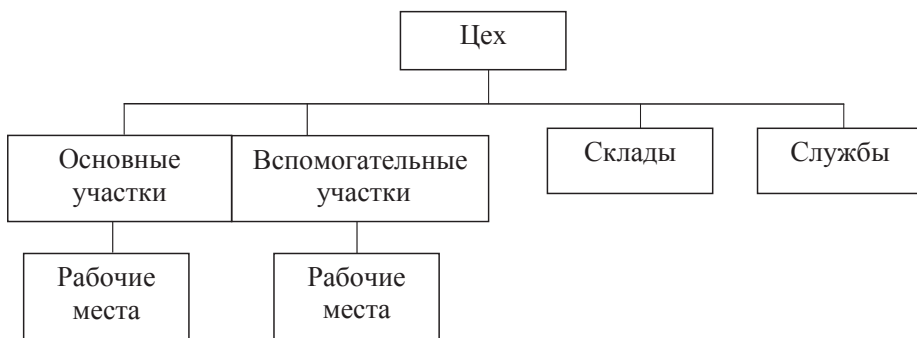 Цех
Основные
участки
Вспомогательные
участки
Склады
Службы
Рабочие
места
Рабочие
места